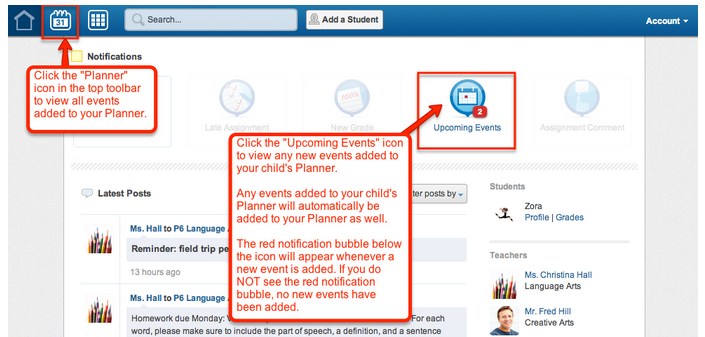 31
Search...
Add a Student
Account
Notifications
Click the "Planner"
icon in the top toolbar
to view all events
added to your Planner.
Late Assignment
100%
New Grade
2
Upcoming Events
Assignment Comment
Click the "Upcoming Events" icon
to view any new events added to
your child's Planner.
Any events added to your child's
Planner will automatically be
added to your Planner as well.
The red notification bubble below
the icon will appear whenever a
new event is added. If you do
NOT see the red notification
bubble, no new events have
been added.
Latest Posts
ter posts by
Ms. Hall to P6 Language
Reminder: field trip pe
13 hours ago
Ms. Hall to P6 Language
Homework due Monday: For each
word, please make sure to include the part of speech, a definition, and a sentence
Students
Zora
Profile | Grades
Teachers
Ms. Christina Hall
Language Arts
Mr. Fred Hill
Creative Arts